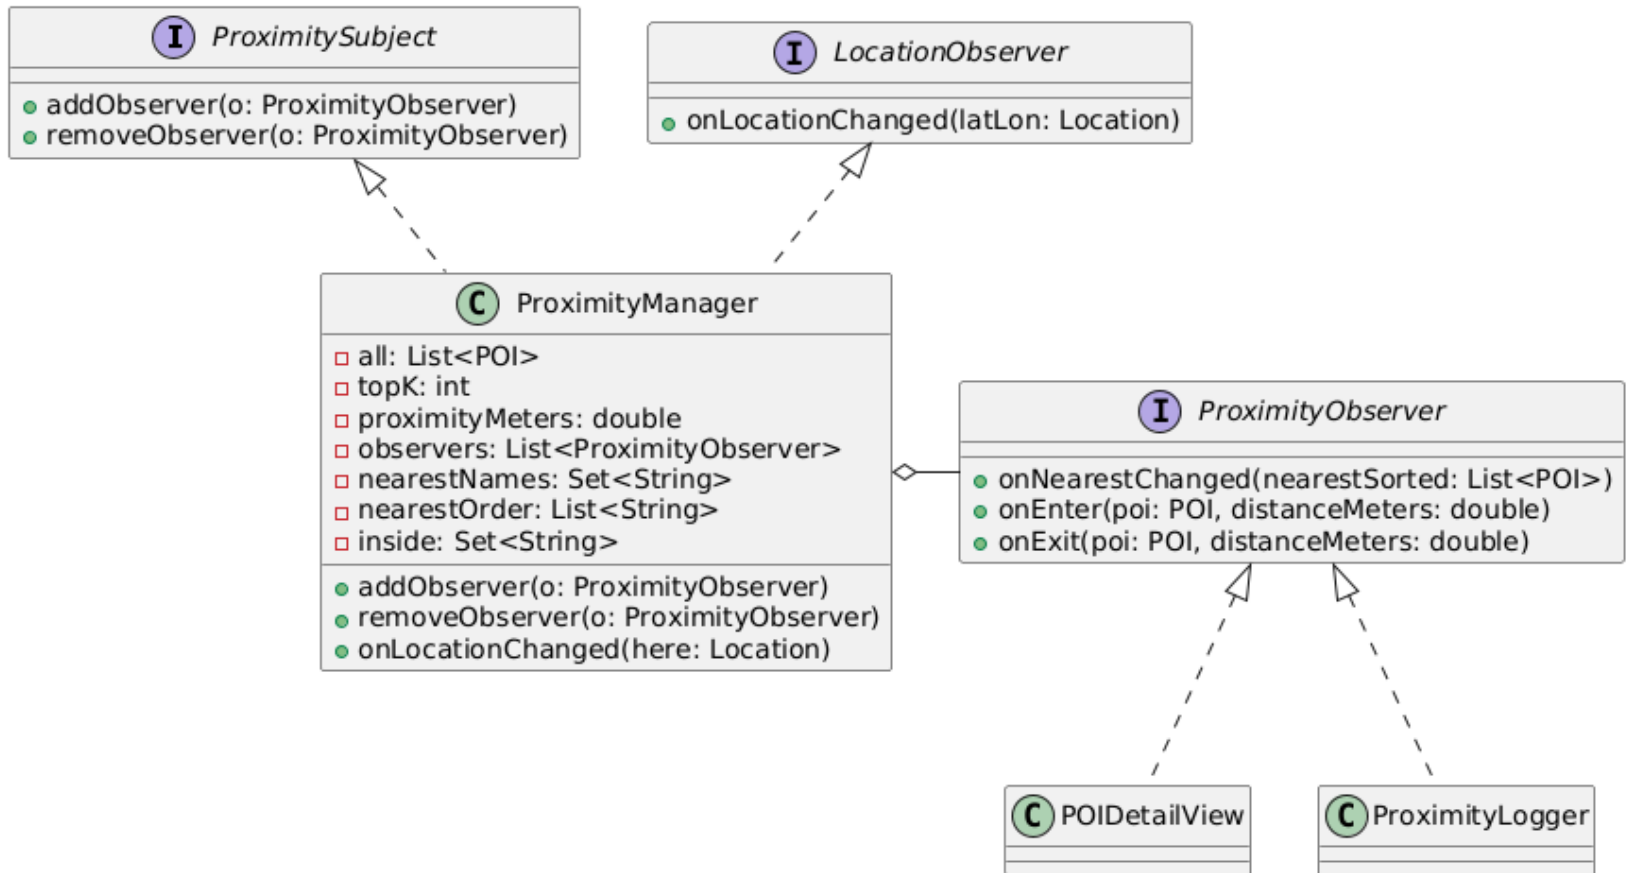 I ProximitySubject
addObserver(o: ProximityObserver)
removeObserver(o: ProximityObserver)
I LocationObserver
onLocationChanged(latLon: Location)
C ProximityManager
all: List<POI>
topK: int
proximityMeters: double
observers: List<ProximityObserver>
nearestNames: Set<String>
nearestOrder: List<String>
inside: Set<String>
addObserver(o: ProximityObserver)
removeObserver(o: ProximityObserver)
onLocationChanged(here: Location)
I ProximityObserver
onNearestChanged(nearestSorted: List<POI>)
onEnter(poi: POI, distanceMeters: double)
onExit(poi: POI, distanceMeters: double)
C POIDetailView
C ProximityLogger